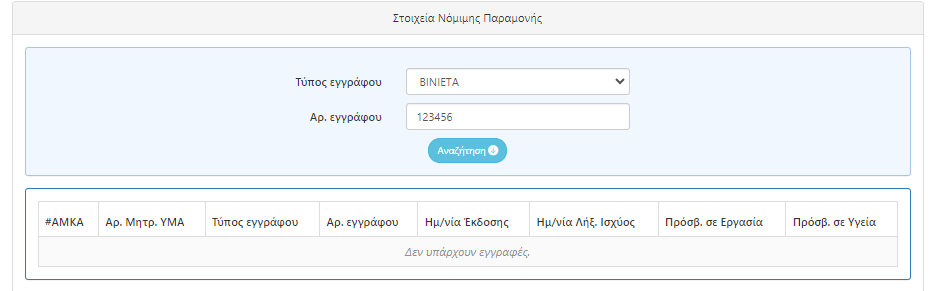 Στοιχεία Νόμιμης Παραμονής
Τύπος εγγράφου ΒΙΝΙΕΤΑ
Αρ. εγγράφου 123456
Αναζήτηση
#ΑΜΚΑ Αρ. Μητρ. ΥΜΑ Τύπος εγγράφου Αρ. εγγράφου Ημ/νία Έκδοσης Ημ/νία Λήξ. Ισχύος Πρόσβ. σε Εργασία Πρόσβ. σε Υγεία
Δεν υπάρχουν εγγραφές.